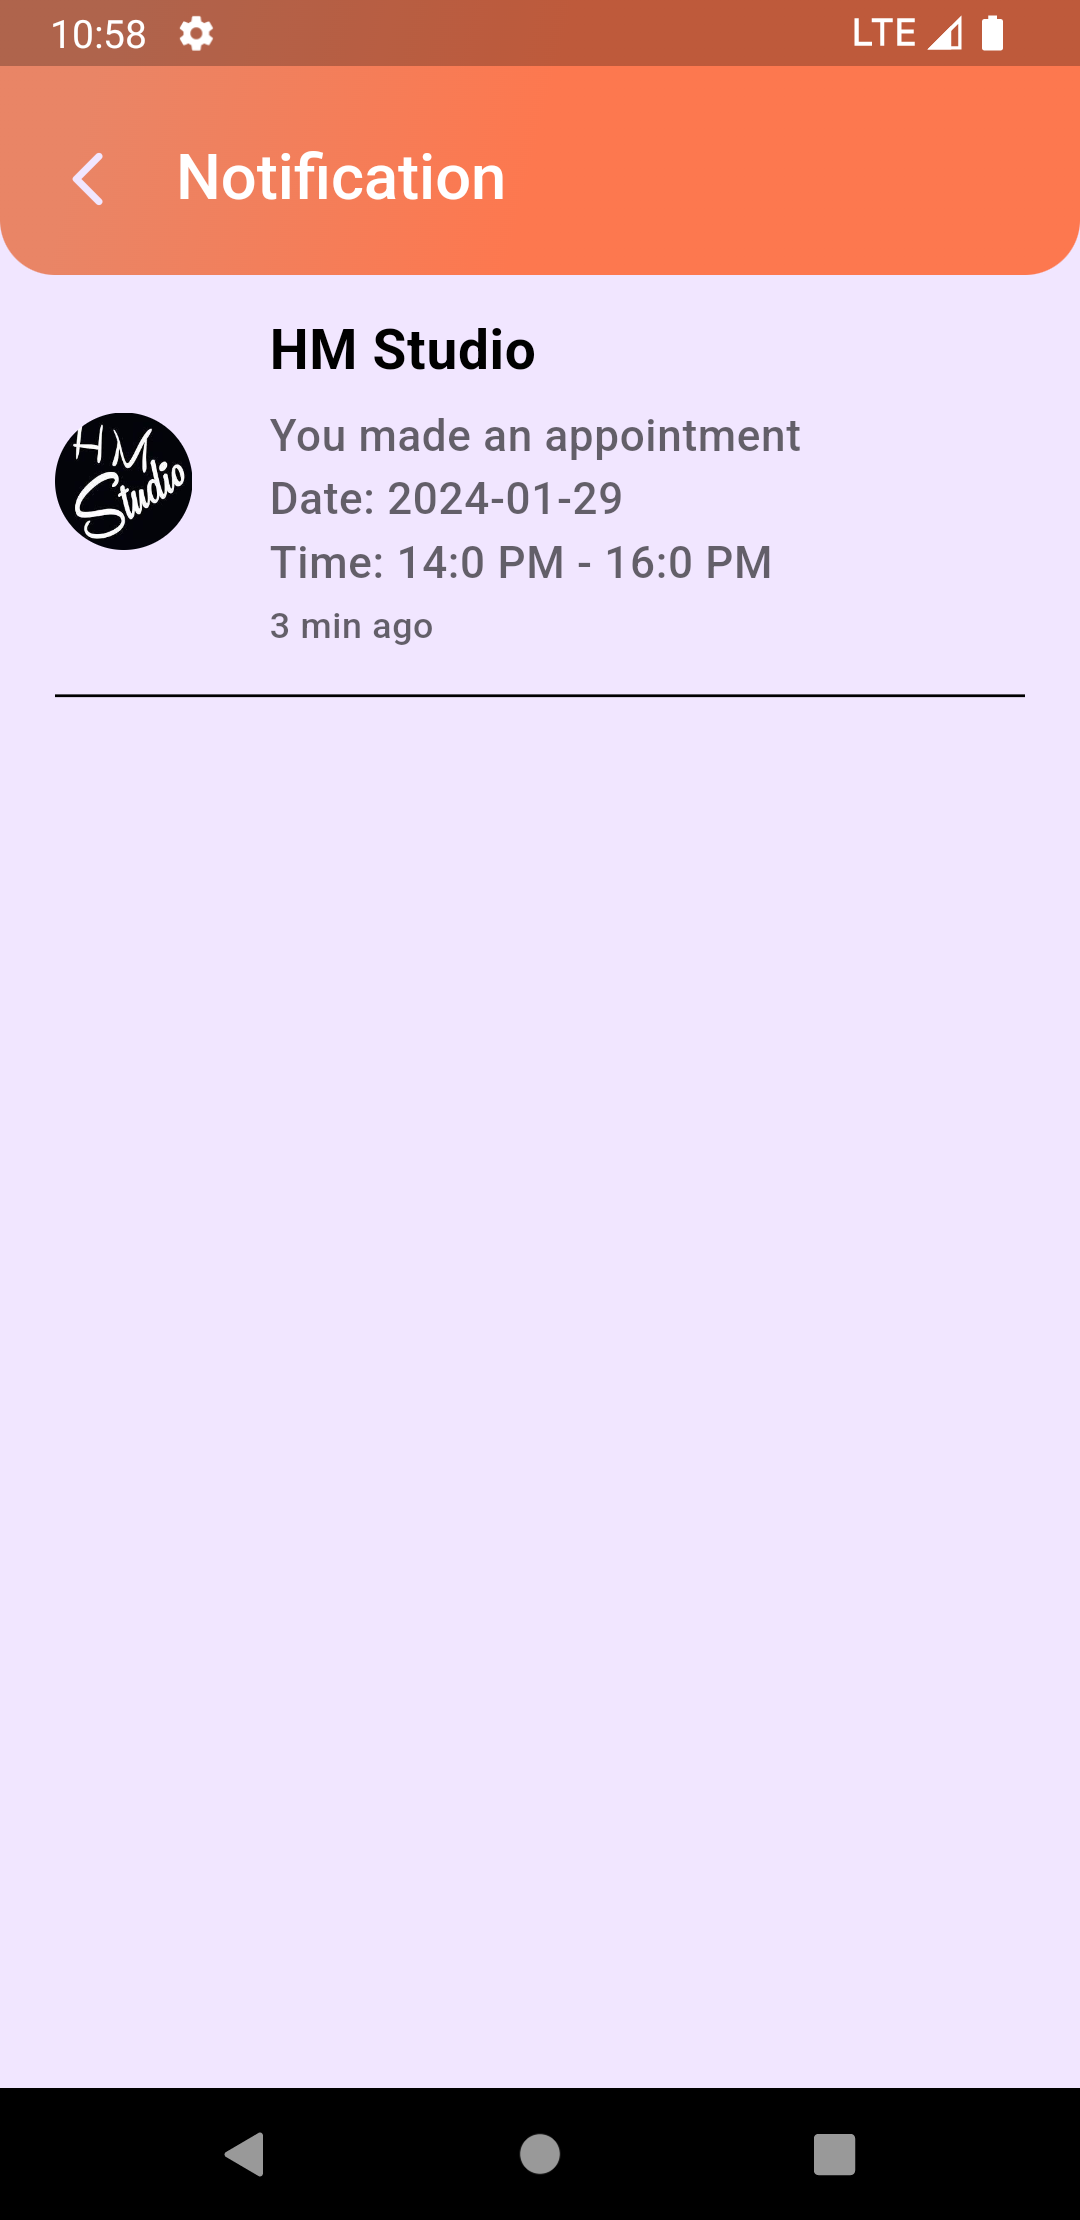 10:58 LTE
Notification
HM Studio
HM
Studio
You made an appointment
Date: 2024-01-29
Time: 14:0 PM - 16:0 PM
3 min ago